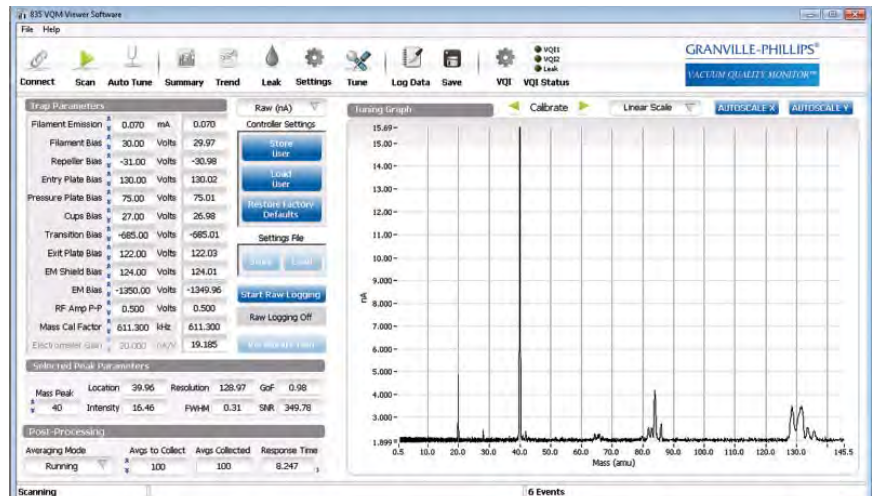 835 VQM Viewer Software
File Help
Connect Scan Auto Tune Summary Trend Leak Settings Tune Log Data Save VQI VQI Status
VQI1
VQI2
Leak
GRANVILLE-PHILLIPS®
VACUUM QUALITY MONITOR™
Trap Parameters
Filament Emission 0.070 mA 0.070
Filament Bias 30.00 Volts 29.97
Repeller Bias -31.00 Volts -30.98
Entry Plate Bias 130.00 Volts 130.02
Pressure Plate Bias 75.00 Volts 75.01
Cups Bias 27.00 Volts 26.98
Transition Bias -685.00 Volts -685.01
Exit Plate Bias 122.00 Volts 122.03
EM Shield Bias 124.00 Volts 124.01
EM Bias -1350.00 Volts -1349.96
RF Amp P-P 0.500 Volts 0.500
Mass Cal Factor 611.300 kHz 611.300
Electrometer Gain 20.000 nA/V 19.185
Raw (nA)
Controller Settings
Store User
Load User
Restore Factory Defaults
Settings File
Save Load
Start Raw Logging
Raw Logging Off
Selected Peak Parameters
Mass Peak Location 39.96 Resolution 128.97 GoF 0.98
40 Intensity 16.46 FWHM 0.31 SNR 349.78
Post-Processing
Averaging Mode Avgs to Collect Avgs Collected Response Time
Running 100 100 8.247
Tuning Graph
Calibrate
Linear Scale
AUTOSCALE X
AUTOSCALE Y
15.69
15.00
14.00
13.00
12.00
11.00
10.00
9.000
8.000
7.000
6.000
5.000
4.000
3.000
1.899
nA
0.5 10.0 20.0 30.0 40.0 50.0 60.0 70.0 80.0 90.0 100.0 110.0 120.0 130.0 145.5
Mass (amu)
Scanning
6 Events